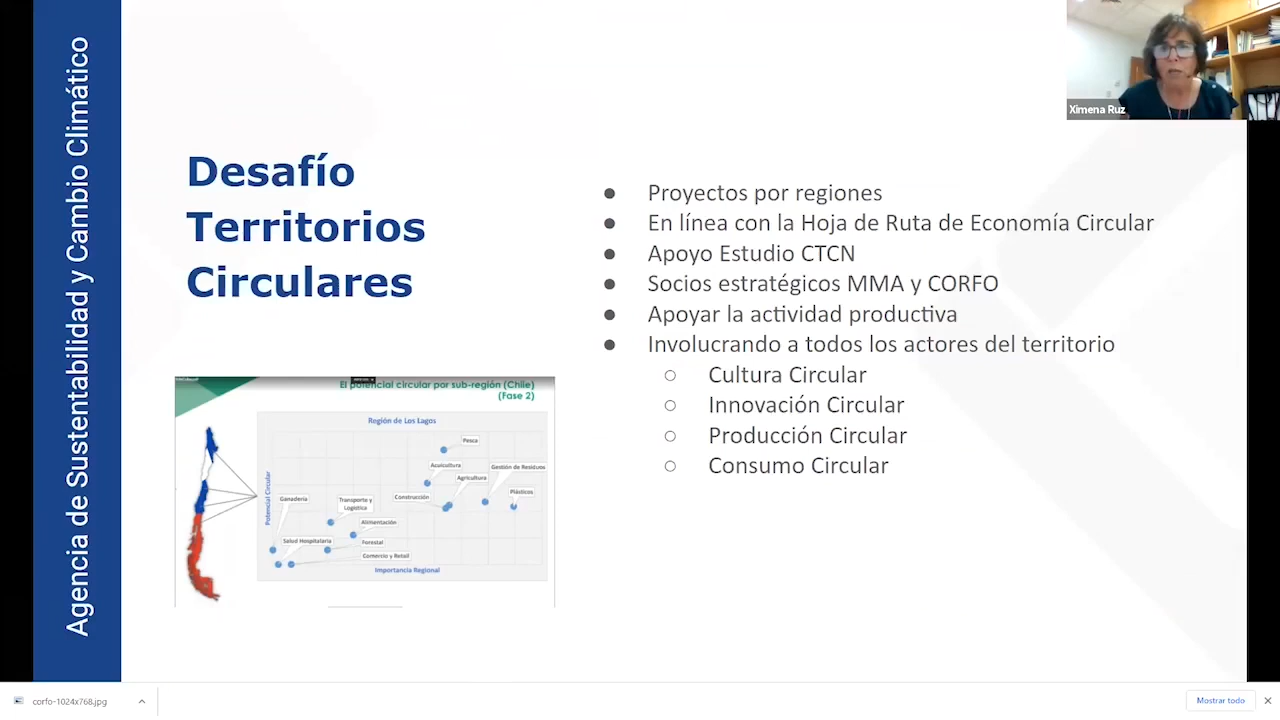 Agencia de Sustentabilidad y Cambio Climático
Ximena Ruz
Desafío
Territorios
Circulares
● Proyectos por regiones
● En línea con la Hoja de Ruta de Economía Circular
● Apoyo Estudio CTCN
● Socios estratégicos MMA y CORFO
● Apoyar la actividad productiva
● Involucrando a todos los actores del territorio
○ Cultura Circular
○ Innovación Circular
○ Producción Circular
○ Consumo Circular
El potencial circular por sub-región (Chile)
(Fase 2)
Región de Los Lagos
Potencial Circular
Pesca
Acuicultura
Gestión de Residuos
Agricultura
Plásticos
Construcción
Ganadería
Transporte y
Logística
Alimentación
Salud Hospitalaria
Forestal
Comercio y Retail
Importancia Regional
corfo-1024x768.jpg
Mostrar todo